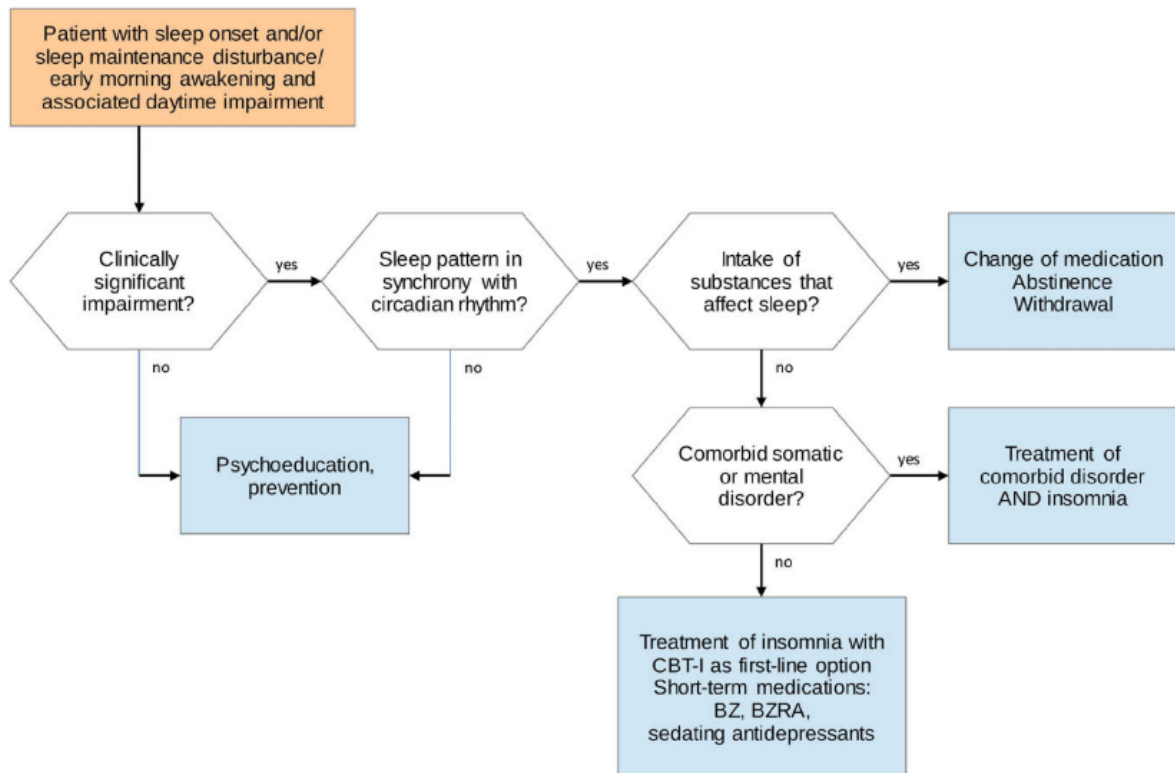 Patient with sleep onset and/or
sleep maintenance disturbance/
early morning awakening and
associated daytime impairment
Clinically
significant
impairment?
yes
Sleep pattern in
synchrony with
circadian rhythm?
yes
Intake of
substances that
affect sleep?
yes
Change of medication
Abstinence
Withdrawal
no
no
no
Psychoeducation,
prevention
Comorbid somatic
or mental
disorder?
yes
Treatment of
comorbid disorder
AND insomnia
no
Treatment of insomnia with
CBT-I as first-line option
Short-term medications:
BZ, BZRA,
sedating antidepressants